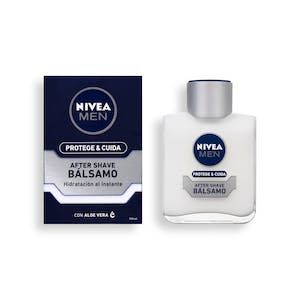 NIVEA
MEN
PROTEGE & CUIDA
AFTER SHAVE
BÁLSAMO
Hidratación al instante
CON ALOE VERA
NIVEA
MEN
PROTEGE & CUIDA
AFTER SHAVE
BÁLSAMO